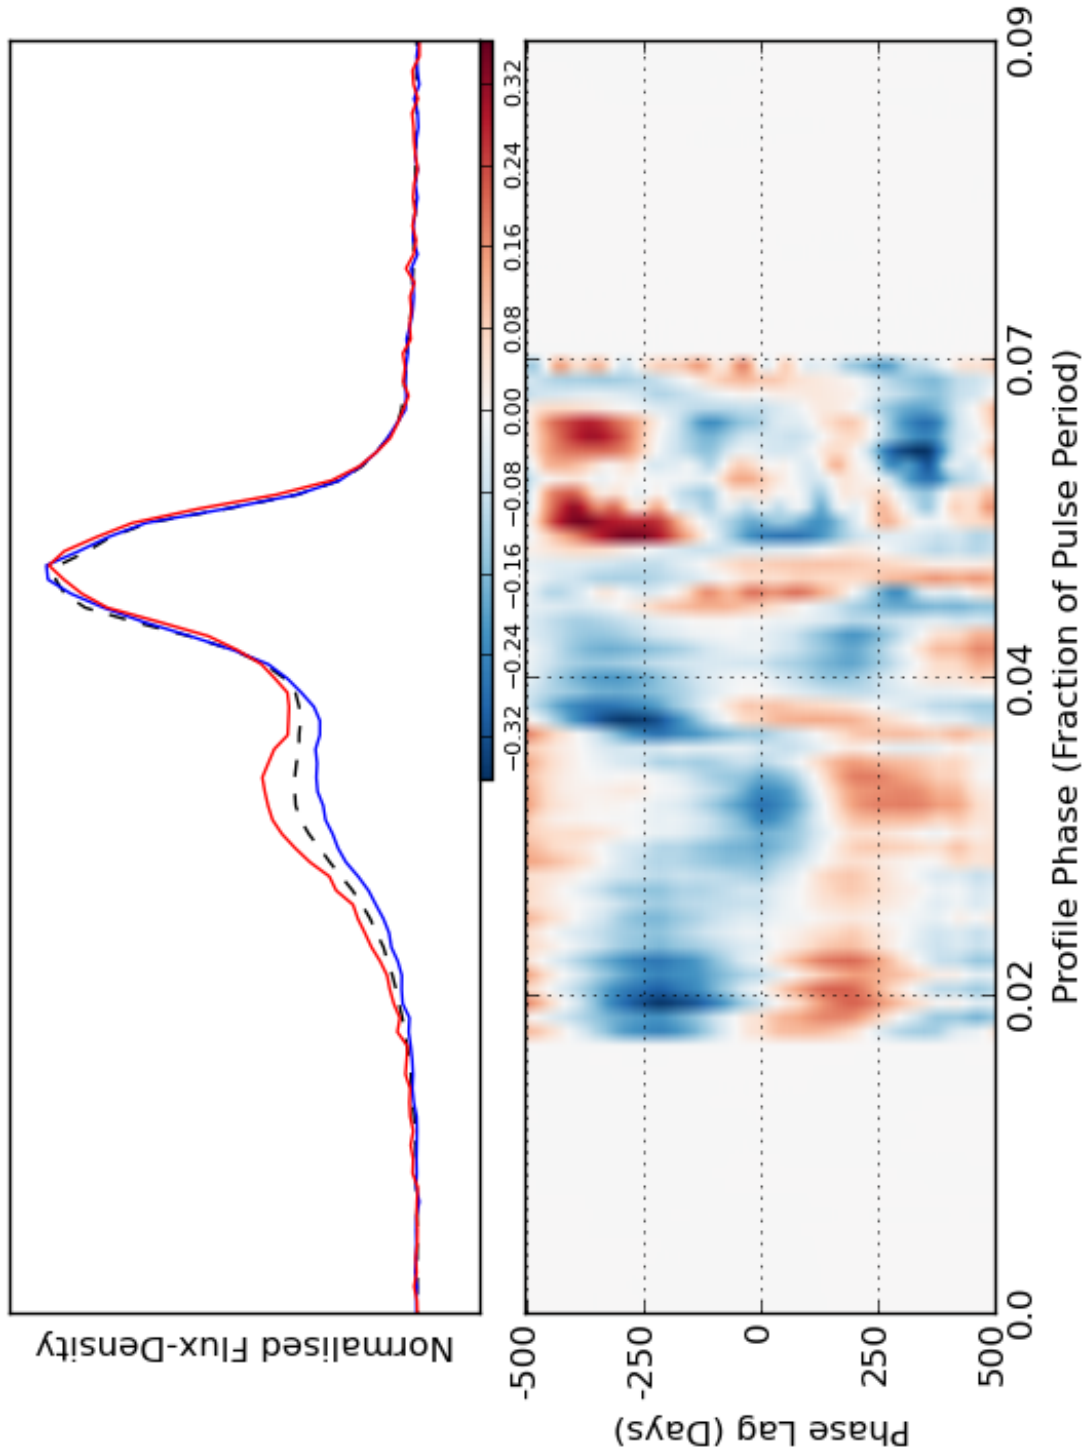 Normalised Flux-Density
−0.32 −0.24 −0.16 −0.08 0.00 0.08 0.16 0.24 0.32
Phase Lag (Days)
-500
-250
0
250
500
0.0 0.02 0.04 0.07 0.09
Profile Phase (Fraction of Pulse Period)